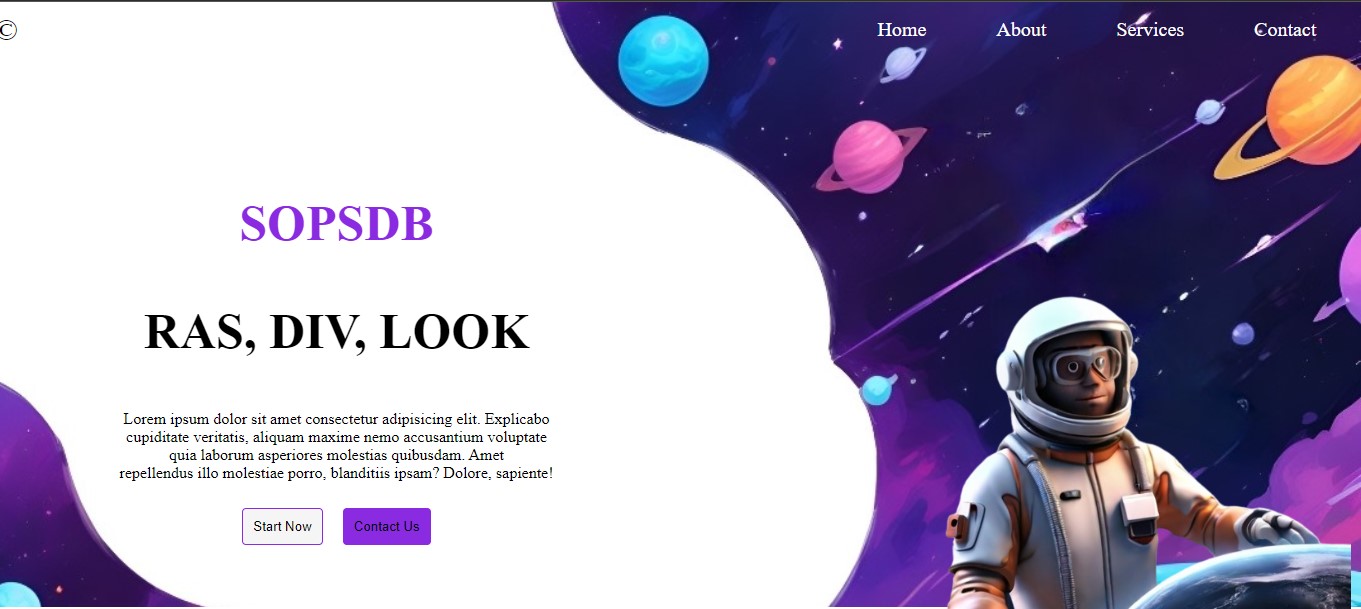 ©
Home About Services Contact
SOPSDB
RAS, DIV, LOOK
Lorem ipsum dolor sit amet consectetur adipisicing elit. Explicabo
cupiditate veritatis, aliquam maxime nemo accusantium voluptate
quia laborum asperiores molestias quibusdam. Amet
repellendus illo molestiae porro, blanditiis ipsam? Dolore, sapiente!
Start Now Contact Us